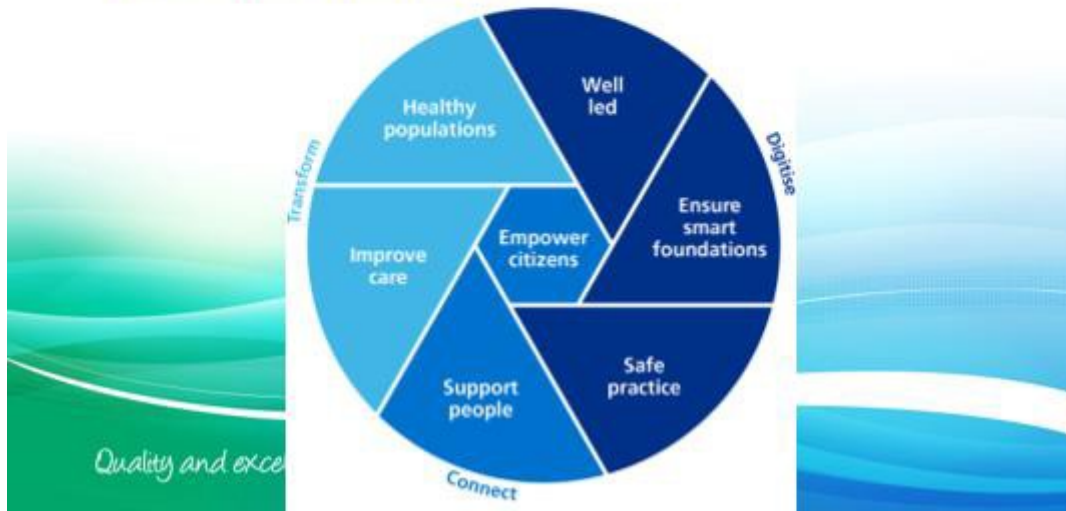 Well
led
Healthy
populations
Transform
Digitise
Ensure
smart
foundations
Empower
citizens
Improve
care
Safe
practice
Support
people
Connect
Quality and